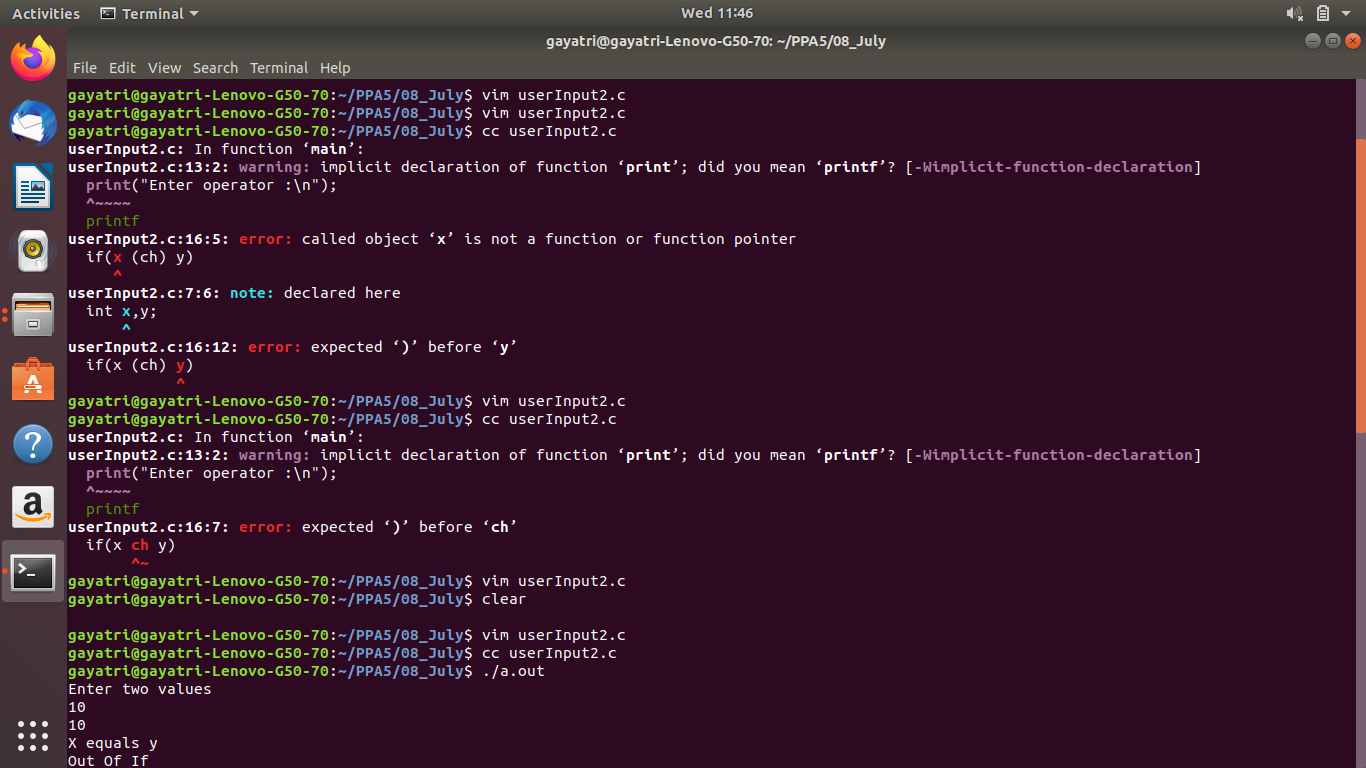 Activities Terminal Wed 11:46
gayatri@gayatri-Lenovo-G50-70: ~/PPA5/08_July
File Edit View Search Terminal Help
gayatri@gayatri-Lenovo-G50-70:~/PPA5/08_July$ vim userInput2.c
gayatri@gayatri-Lenovo-G50-70:~/PPA5/08_July$ vim userInput2.c
gayatri@gayatri-Lenovo-G50-70:~/PPA5/08_July$ cc userInput2.c
userInput2.c: In function ‘main’:
userInput2.c:13:2: warning: implicit declaration of function ‘print’; did you mean ‘printf’? [-Wimplicit-function-declaration]
  print("Enter operator :\n");
  ^~~~~
  printf
userInput2.c:16:5: error: called object ‘x’ is not a function or function pointer
  if(x (ch) y)
     ^
userInput2.c:7:6: note: declared here
  int x,y;
      ^
userInput2.c:16:12: error: expected ‘)’ before ‘y’
  if(x (ch) y)
            ^
gayatri@gayatri-Lenovo-G50-70:~/PPA5/08_July$ vim userInput2.c
gayatri@gayatri-Lenovo-G50-70:~/PPA5/08_July$ cc userInput2.c
userInput2.c: In function ‘main’:
userInput2.c:13:2: warning: implicit declaration of function ‘print’; did you mean ‘printf’? [-Wimplicit-function-declaration]
  print("Enter operator :\n");
  ^~~~~
  printf
userInput2.c:16:7: error: expected ‘)’ before ‘ch’
  if(x ch y)
       ^~
gayatri@gayatri-Lenovo-G50-70:~/PPA5/08_July$ vim userInput2.c
gayatri@gayatri-Lenovo-G50-70:~/PPA5/08_July$ clear
gayatri@gayatri-Lenovo-G50-70:~/PPA5/08_July$ vim userInput2.c
gayatri@gayatri-Lenovo-G50-70:~/PPA5/08_July$ cc userInput2.c
gayatri@gayatri-Lenovo-G50-70:~/PPA5/08_July$ ./a.out
Enter two values
10
10
X equals y
Out Of If